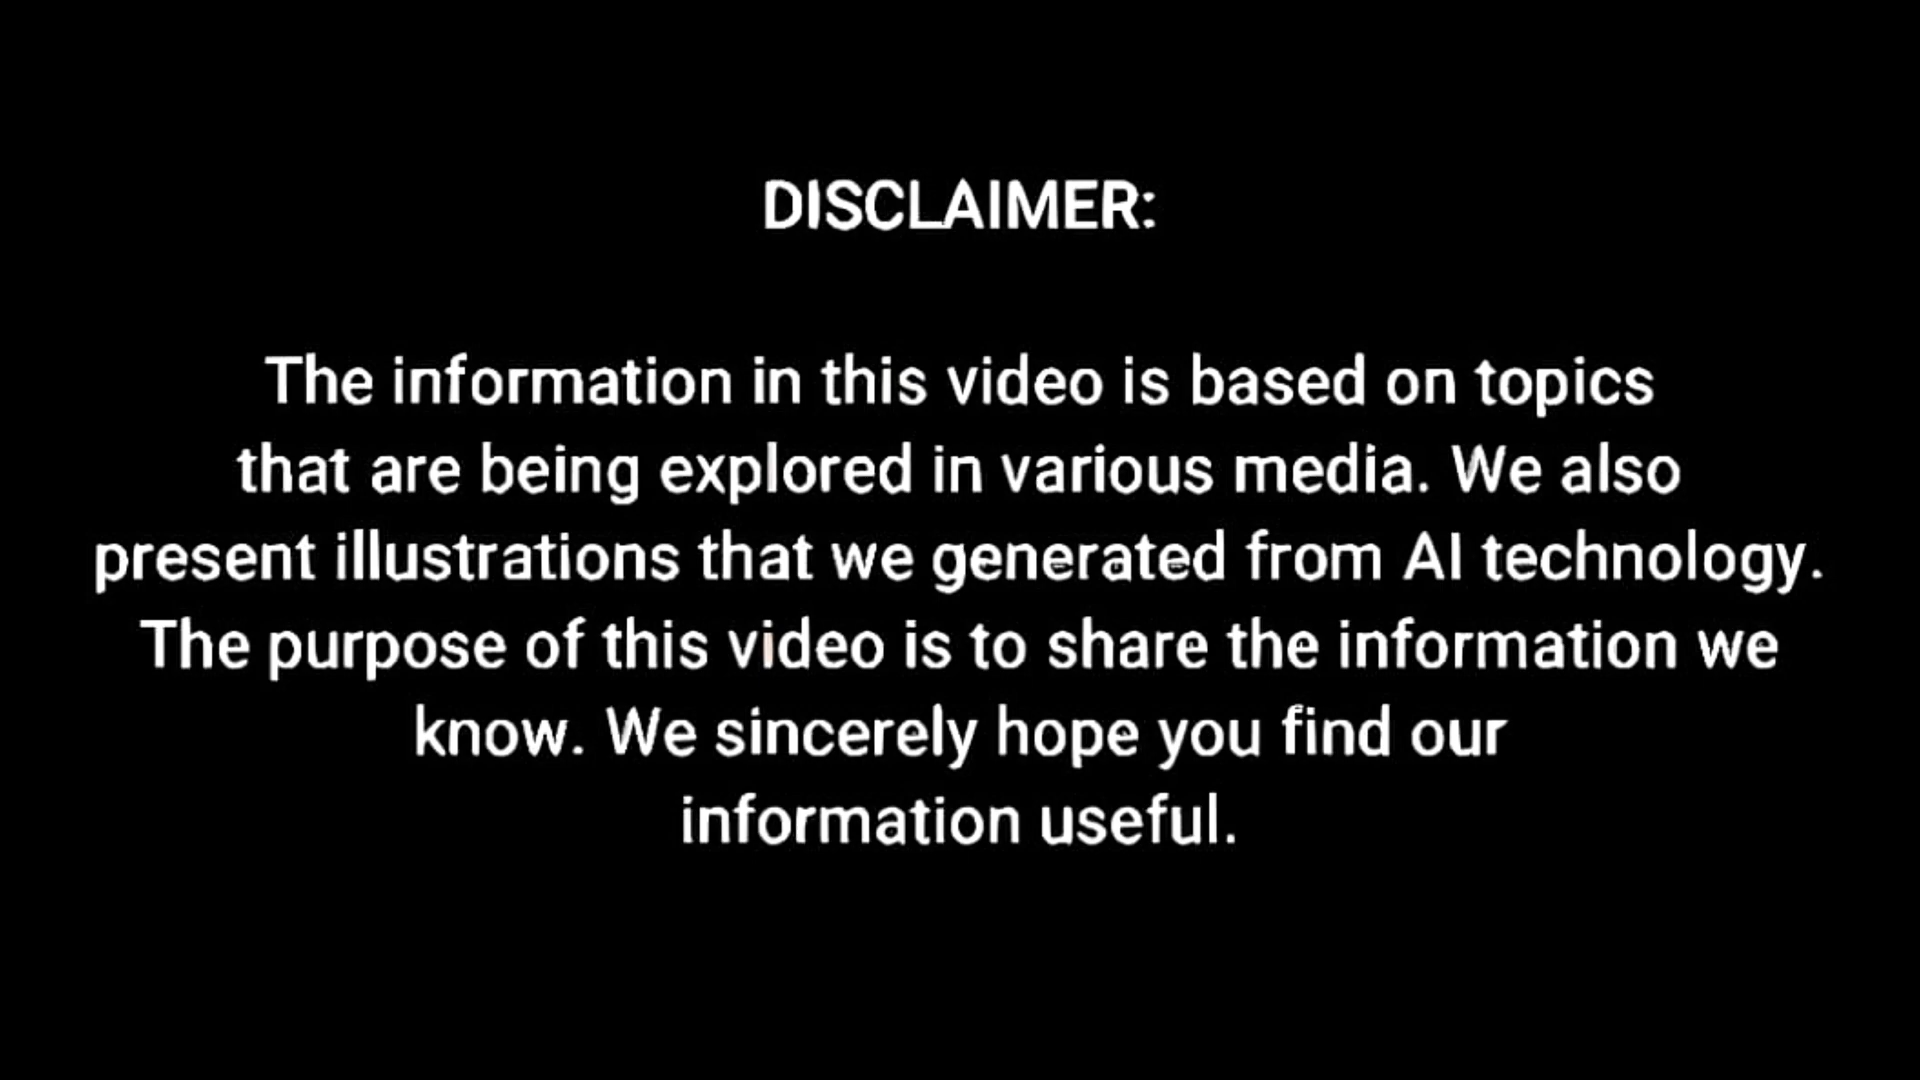 DISCLAIMER:
The information in this video is based on topics
that are being explored in various media. We also
present illustrations that we generated from AI technology.
The purpose of this video is to share the information we
know. We sincerely hope you find our
information useful.